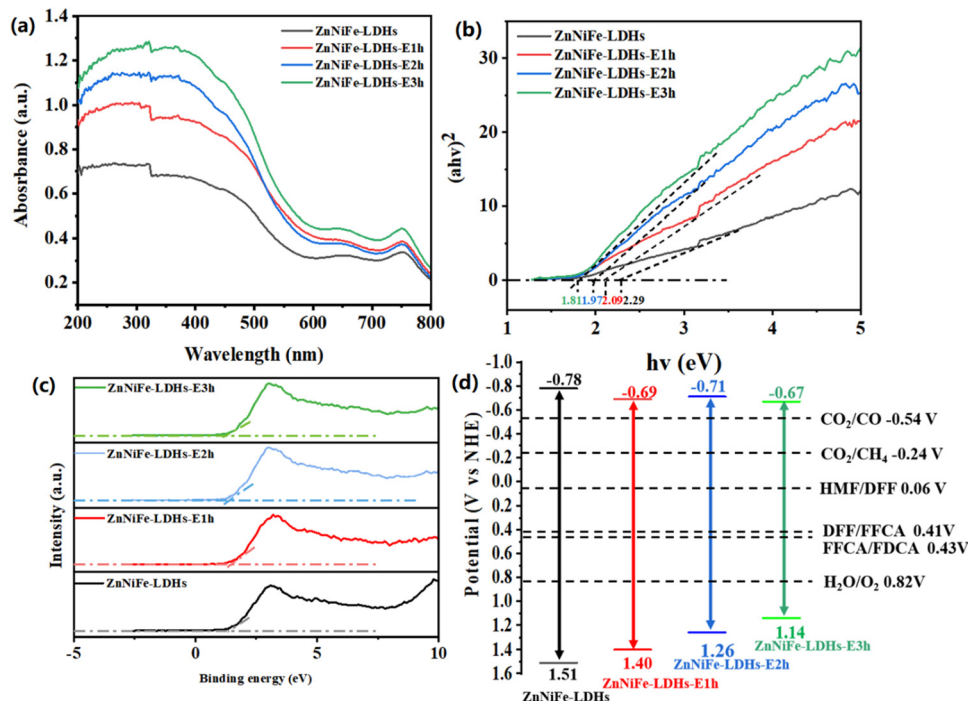 (a)
ZnNiFe-LDHs
ZnNiFe-LDHs-E1h
ZnNiFe-LDHs-E2h
ZnNiFe-LDHs-E3h
Absorbance (a.u.)
1.4
1.2
1.0
0.8
0.6
0.4
0.2
200 300 400 500 600 700 800
Wavelength (nm)
(b)
ZnNiFe-LDHs
ZnNiFe-LDHs-E1h
ZnNiFe-LDHs-E2h
ZnNiFe-LDHs-E3h
(ahv)²
30
20
10
0
1.81 1.97 2.09 2.29
1 2 3 4 5
hv (eV)
(c)
ZnNiFe-LDHs-E3h
ZnNiFe-LDHs-E2h
ZnNiFe-LDHs-E1h
ZnNiFe-LDHs
Intensity (a.u.)
-5 0 5 10
Binding energy (eV)
(d)
Potential (V vs NHE)
-1.0
-0.8
-0.6
-0.4
-0.2
0.0
0.2
0.4
0.6
0.8
1.0
1.2
1.4
1.6
-0.78
-0.69
-0.71
-0.67
CO₂/CO -0.54 V
CO₂/CH₄ -0.24 V
HMF/DFF 0.06 V
DFF/FFCA 0.41V
FFCA/FDCA 0.43V
H₂O/O₂ 0.82V
1.51
ZnNiFe-LDHs
1.40
ZnNiFe-LDHs-E1h
1.26
ZnNiFe-LDHs-E2h
1.14
ZnNiFe-LDHs-E3h